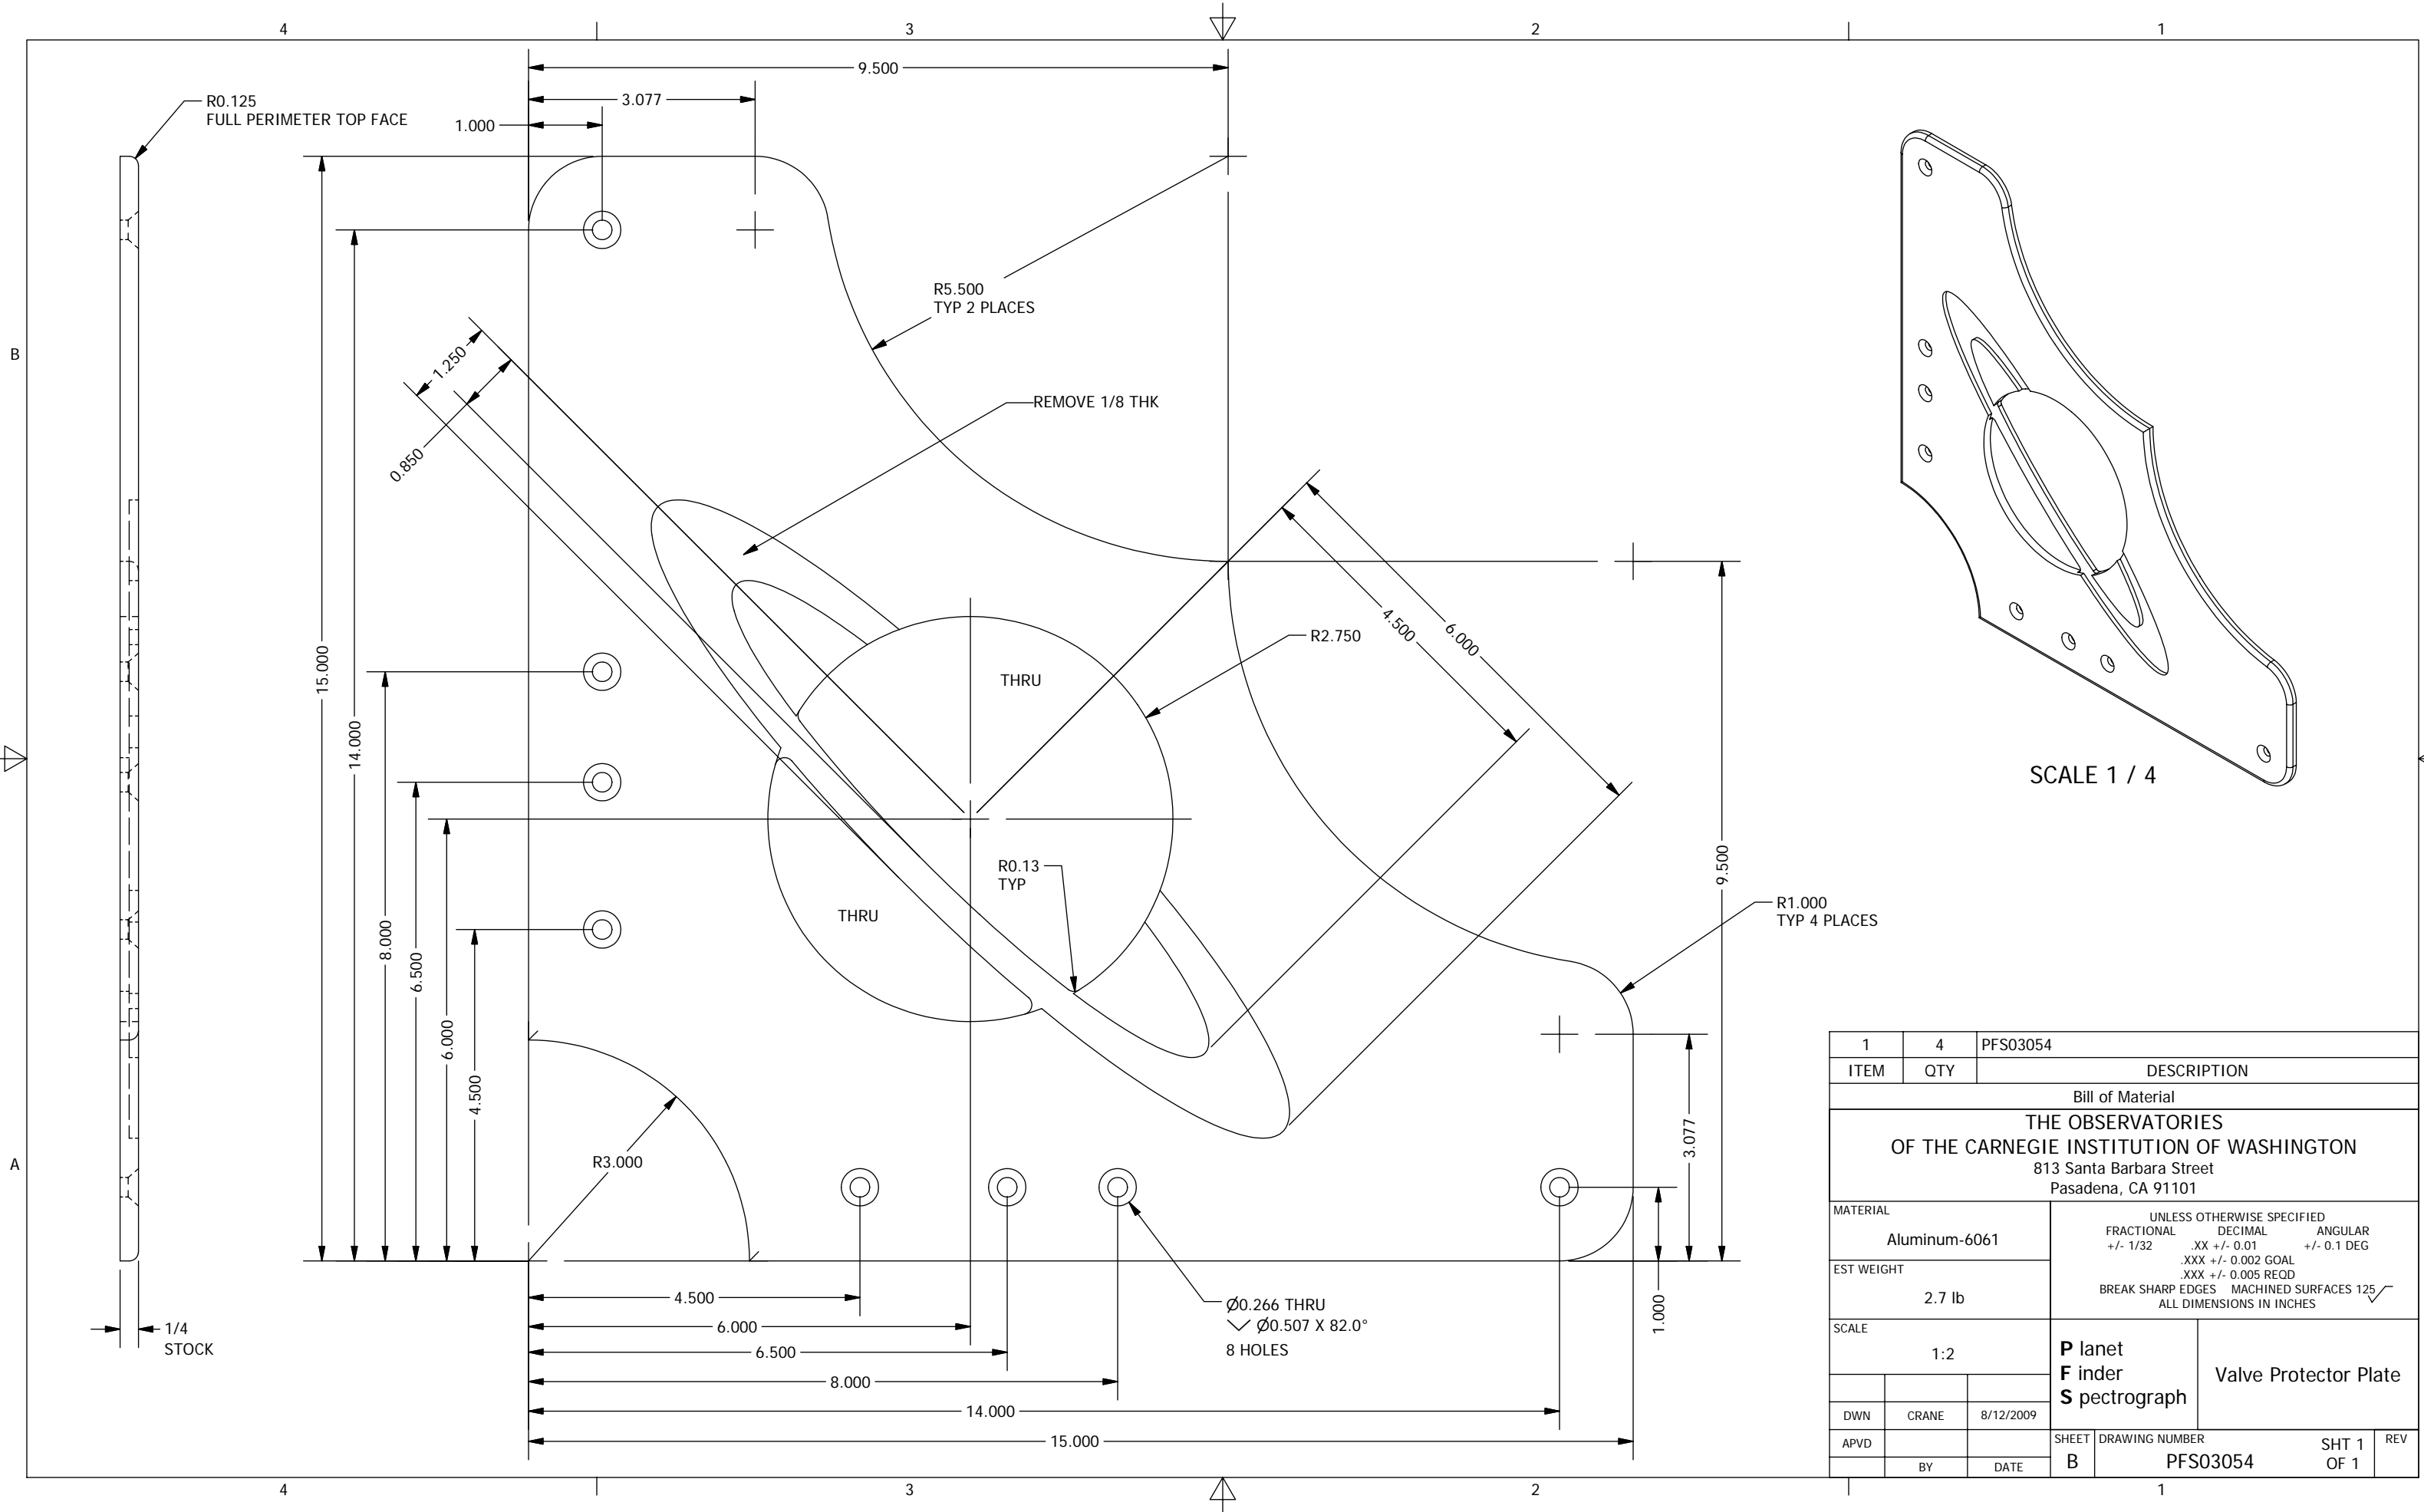 4
3
2
1
B
A
R0.125
FULL PERIMETER TOP FACE
9.500
3.077
1.000
R5.500
TYP 2 PLACES
1.250
0.850
REMOVE 1/8 THK
15.000
14.000
8.000
6.500
6.000
4.500
THRU
R2.750
4.500
6.000
SCALE 1 / 4
R0.13
TYP
THRU
9.500
R1.000
TYP 4 PLACES
R3.000
3.077
1.000
4.500
6.000
6.500
8.000
14.000
15.000
Ø0.266 THRU
Ø0.507 X 82.0°
8 HOLES
1/4
STOCK
1 4 PFS03054
ITEM QTY DESCRIPTION
Bill of Material
THE OBSERVATORIES
OF THE CARNEGIE INSTITUTION OF WASHINGTON
813 Santa Barbara Street
Pasadena, CA 91101
MATERIAL
Aluminum-6061
EST WEIGHT
2.7 lb
SCALE
1:2
UNLESS OTHERWISE SPECIFIED
FRACTIONAL DECIMAL ANGULAR
+/- 1/32 .XX +/- 0.01 +/- 0.1 DEG
.XXX +/- 0.002 GOAL
.XXX +/- 0.005 REQD
BREAK SHARP EDGES MACHINED SURFACES 125
ALL DIMENSIONS IN INCHES
P lanet
F inder
S pectrograph
Valve Protector Plate
DWN CRANE 8/12/2009
APVD
BY DATE
SHEET
B
DRAWING NUMBER
PFS03054
SHT 1
OF 1
REV
4
3
2
1